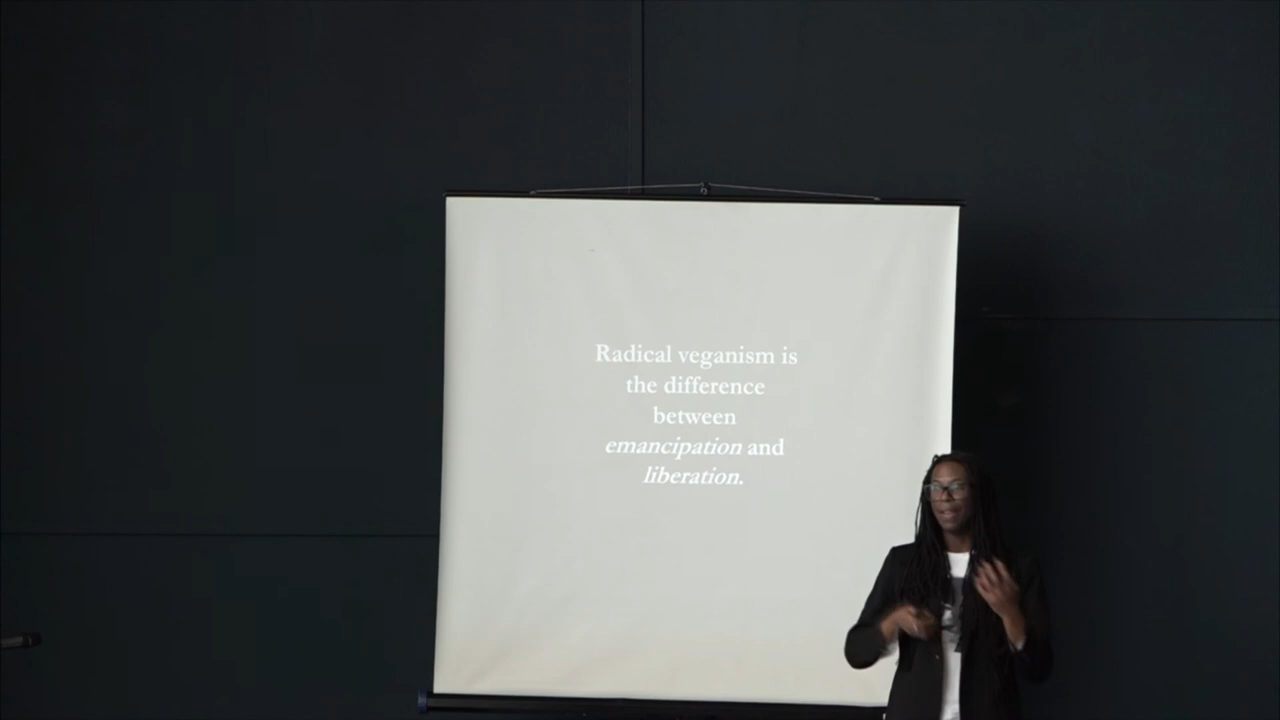 Radical veganism is
the difference
between
emancipation and
liberation.